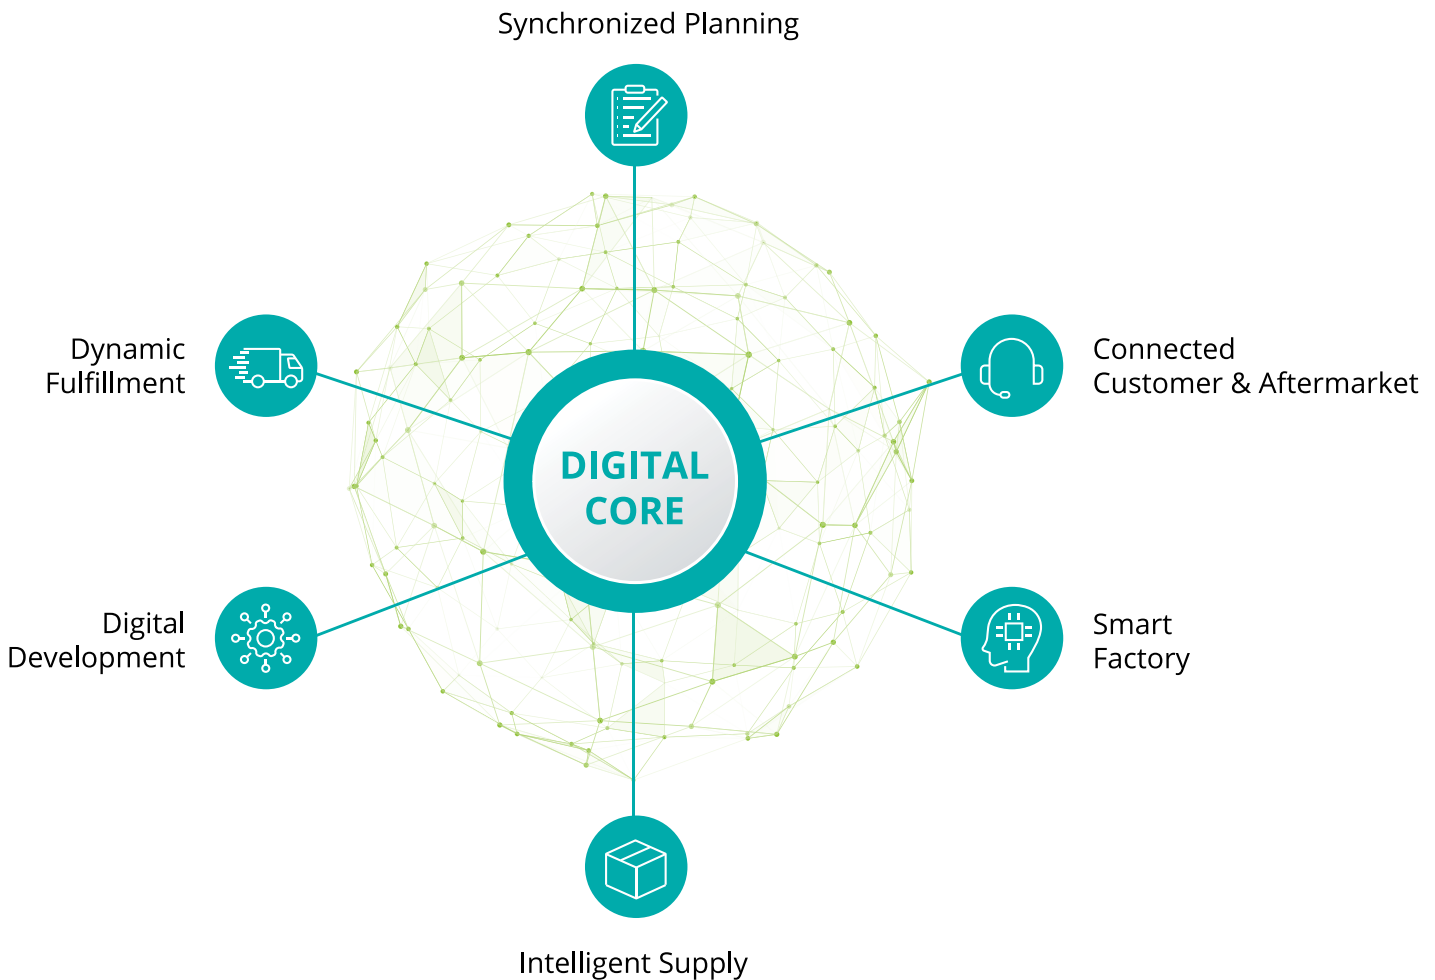 Synchronized Planning
Dynamic
Fulfillment
Connected
Customer & Aftermarket
DIGITAL
CORE
Digital
Development
Smart
Factory
Intelligent Supply